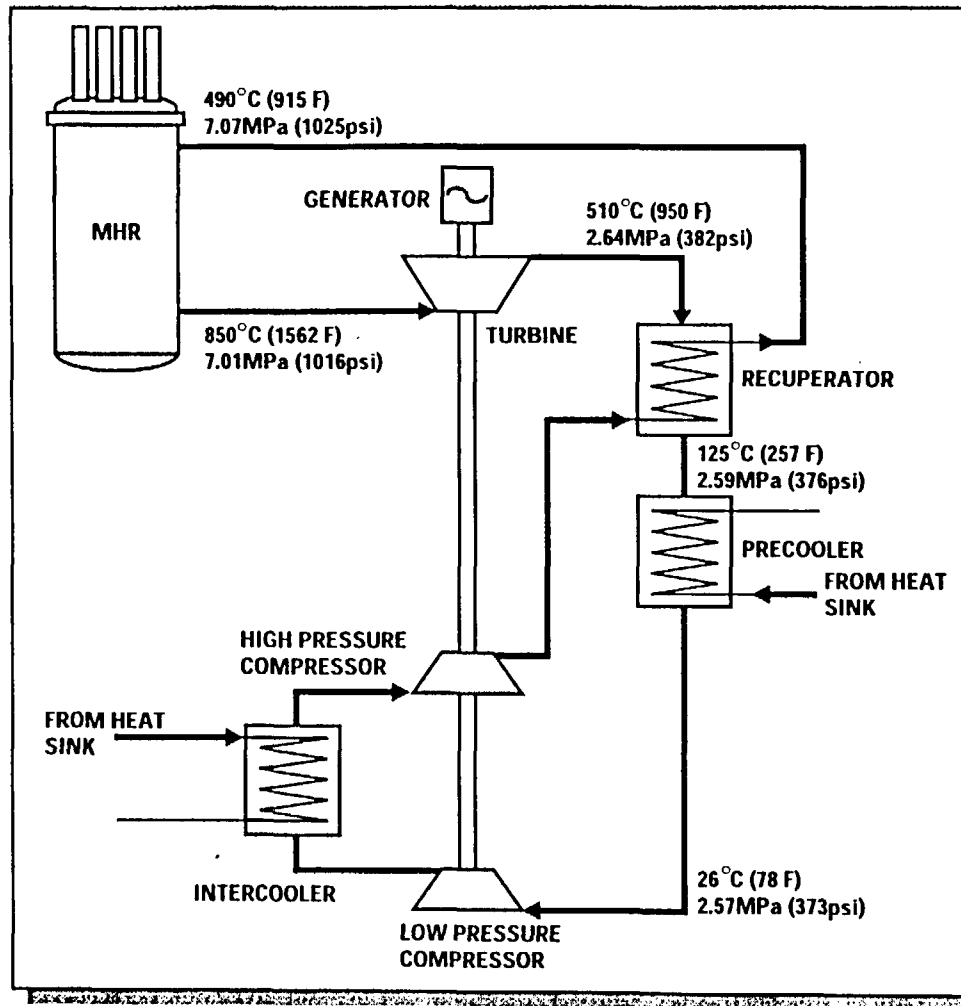 490°C (915 F)
7.07MPa (1025psi)
MHR
GENERATOR
510°C (950 F)
2.64MPa (382psi)
850°C (1562 F)
7.01MPa (1016psi)
TURBINE
RECUPERATOR
125°C (257 F)
2.59MPa (376psi)
PRECOOLER
FROM HEAT
SINK
HIGH PRESSURE
COMPRESSOR
FROM HEAT
SINK
INTERCOOLER
26°C (78 F)
2.57MPa (373psi)
LOW PRESSURE
COMPRESSOR